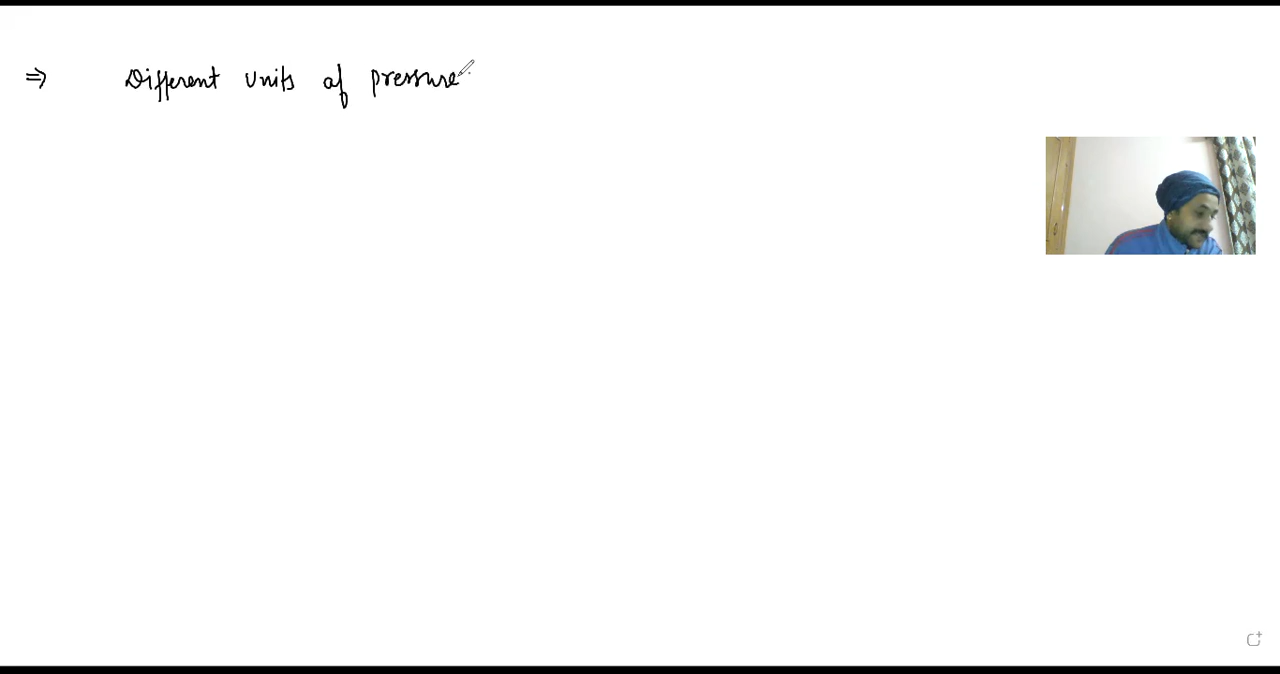 ⇒ Different units of pressure